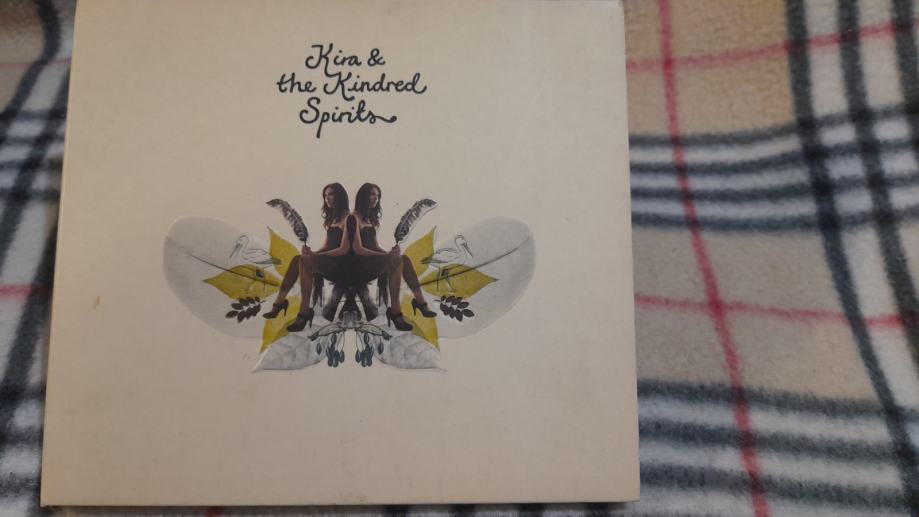 Kira &
the Kindred
Spirits